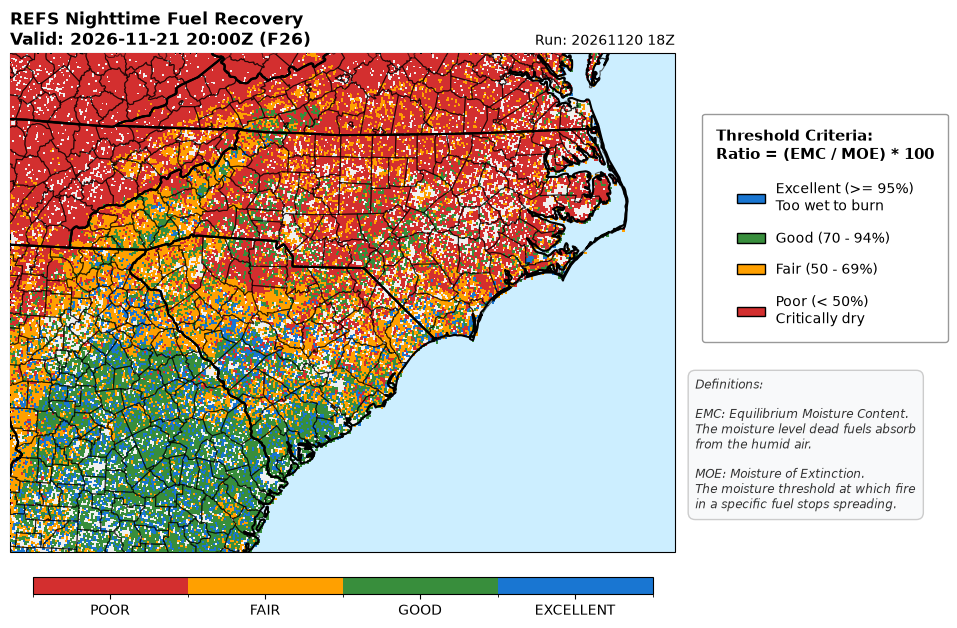 REFS Nighttime Fuel Recovery
Valid: 2026-11-21 20:00Z (F26)
Run: 20261120 18Z
Threshold Criteria:
Ratio = (EMC / MOE) * 100
Excellent (>= 95%)
Too wet to burn
Good (70 - 94%)
Fair (50 - 69%)
Poor (< 50%)
Critically dry
Definitions:
EMC: Equilibrium Moisture Content.
The moisture level dead fuels absorb
from the humid air.
MOE: Moisture of Extinction.
The moisture threshold at which fire
in a specific fuel stops spreading.
POOR
FAIR
GOOD
EXCELLENT